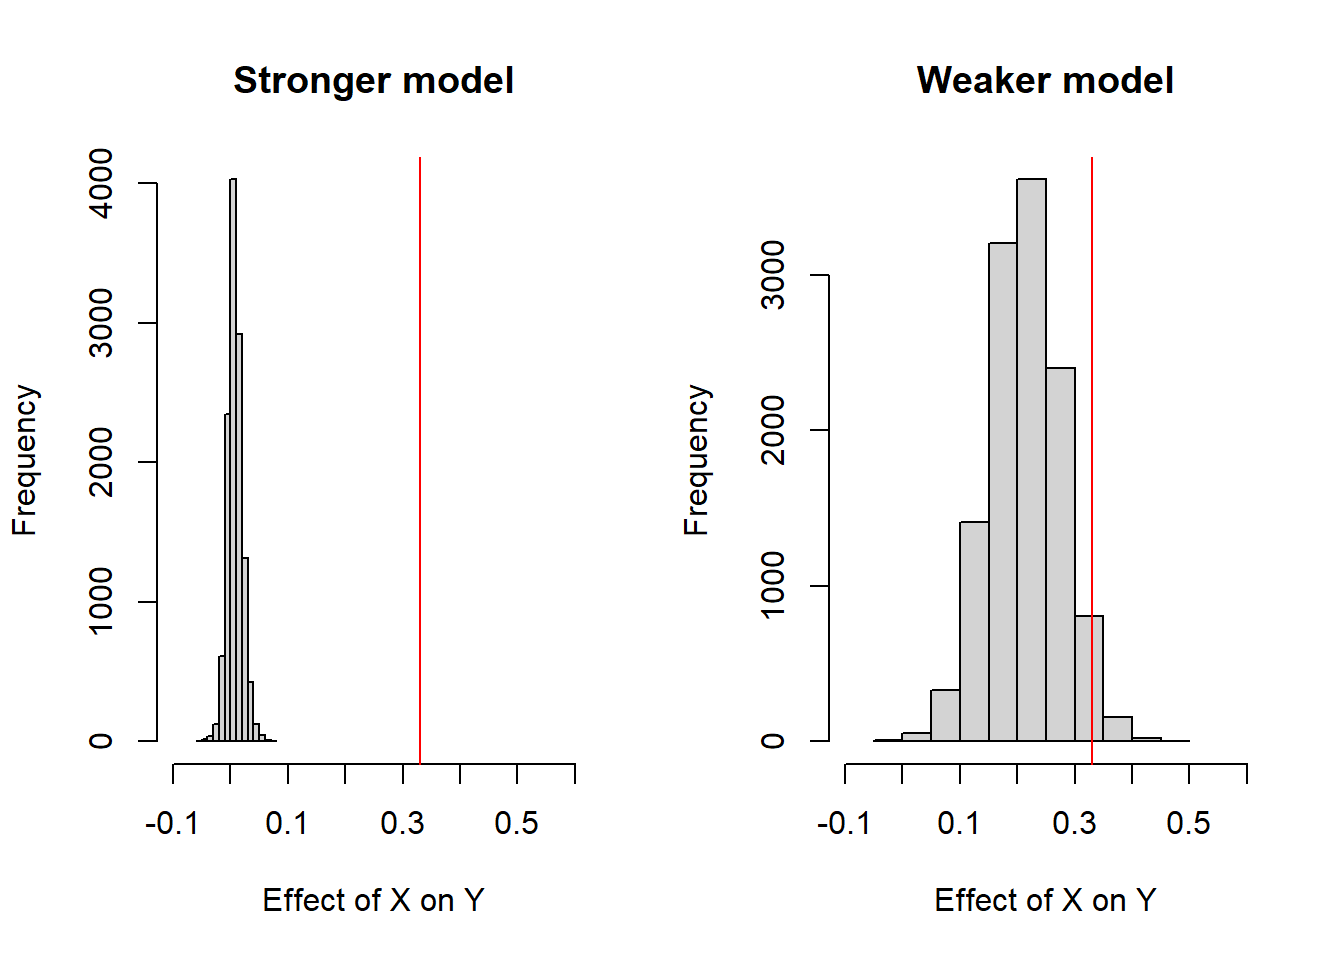 Stronger model
Frequency
4000
3000
2000
1000
0
-0.1 0.1 0.3 0.5
Effect of X on Y
Weaker model
Frequency
3000
2000
1000
0
-0.1 0.1 0.3 0.5
Effect of X on Y